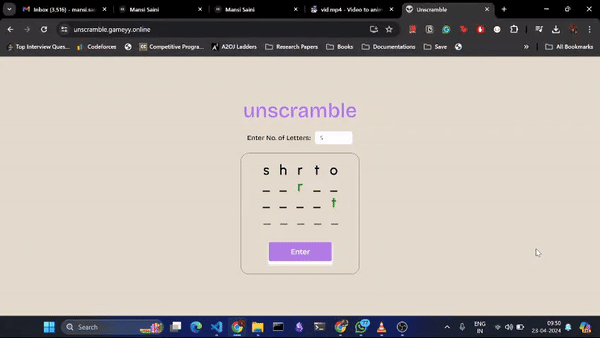 Inbox (3,516) - mansi.sai
Mansi Saini
Mansi Saini
vid mp4 - Video to ani
Unscramble
unscramble.gameyy.online
Top Interview Ques...
Codeforces
Competitive Progra...
A2OJ Ladders
Research Papers
Books
Documentations
Save
All Bookmarks
unscramble
Enter No. of Letters: 5
s h r t o
_ _ r _ _
_ _ _ _ t
_ _ _ _ _
Enter
Search
ENG
IN
09:50
23-04-2024